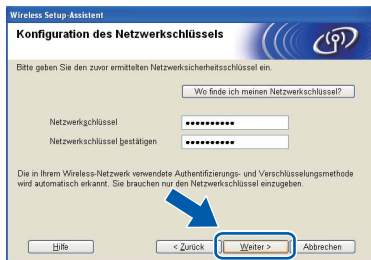 Wireless Setup-Assistent
Konfiguration des Netzwerkschlüssels
Bitte geben Sie den zuvor ermittelten Netzwerksicherheitsschlüssel ein.
Wo finde ich meinen Netzwerkschlüssel?
Netzwerkschlüssel ●●●●●●●●●●
Netzwerkschlüssel bestätigen ●●●●●●●●●●
Die in Ihrem Wireless-Netzwerk verwendete Authentifizierungs- und Verschlüsselungsmethode
wird automatisch erkannt. Sie brauchen nur den Netzwerkschlüssel einzugeben.
Hilfe < Zurück Weiter > Abbrechen